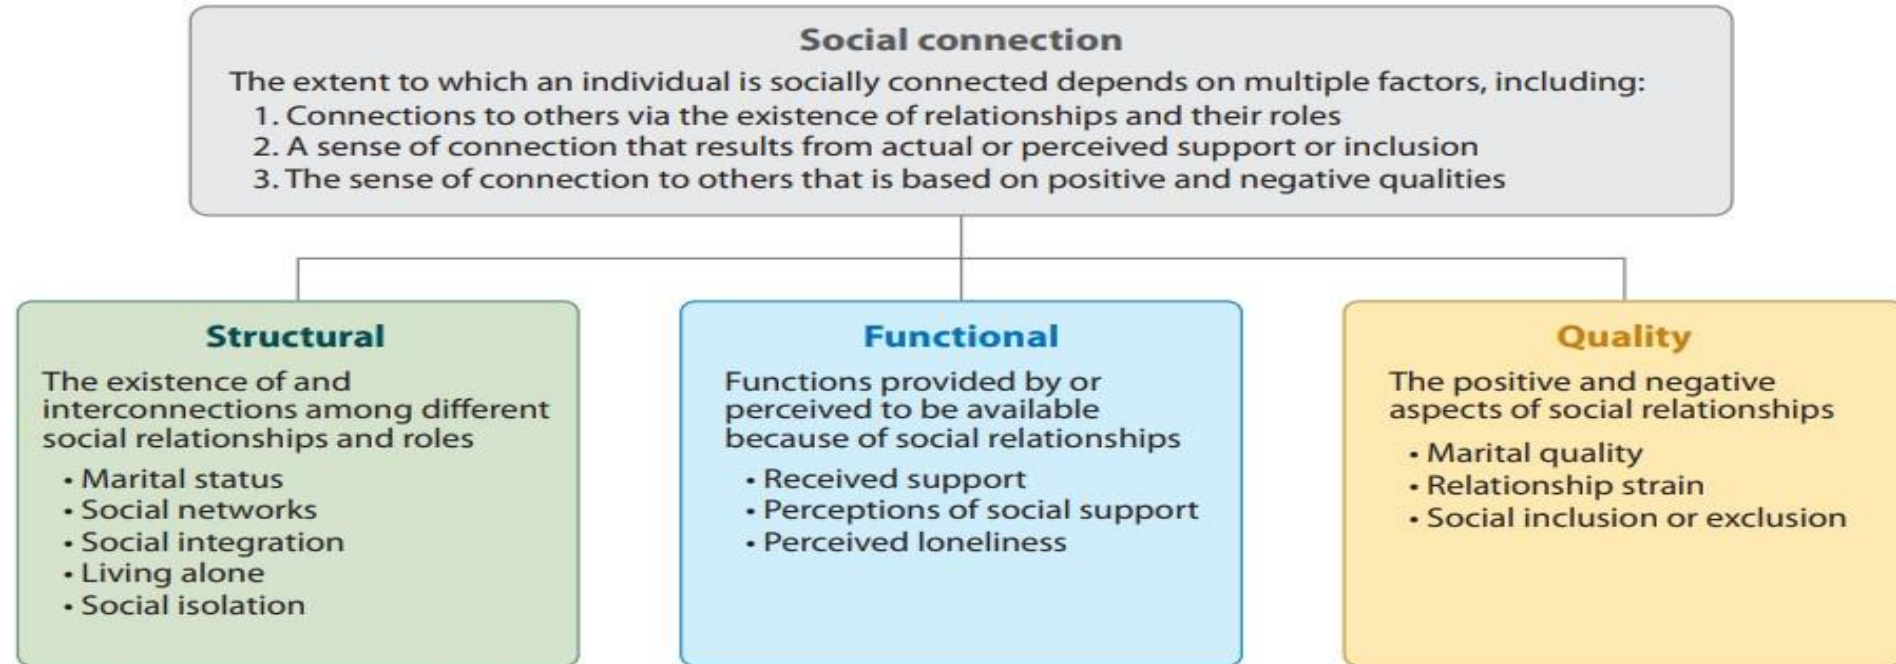 Social connection
The extent to which an individual is socially connected depends on multiple factors, including:
1. Connections to others via the existence of relationships and their roles
2. A sense of connection that results from actual or perceived support or inclusion
3. The sense of connection to others that is based on positive and negative qualities
Structural
The existence of and
interconnections among different
social relationships and roles
• Marital status
• Social networks
• Social integration
• Living alone
• Social isolation
Functional
Functions provided by or
perceived to be available
because of social relationships
• Received support
• Perceptions of social support
• Perceived loneliness
Quality
The positive and negative
aspects of social relationships
• Marital quality
• Relationship strain
• Social inclusion or exclusion